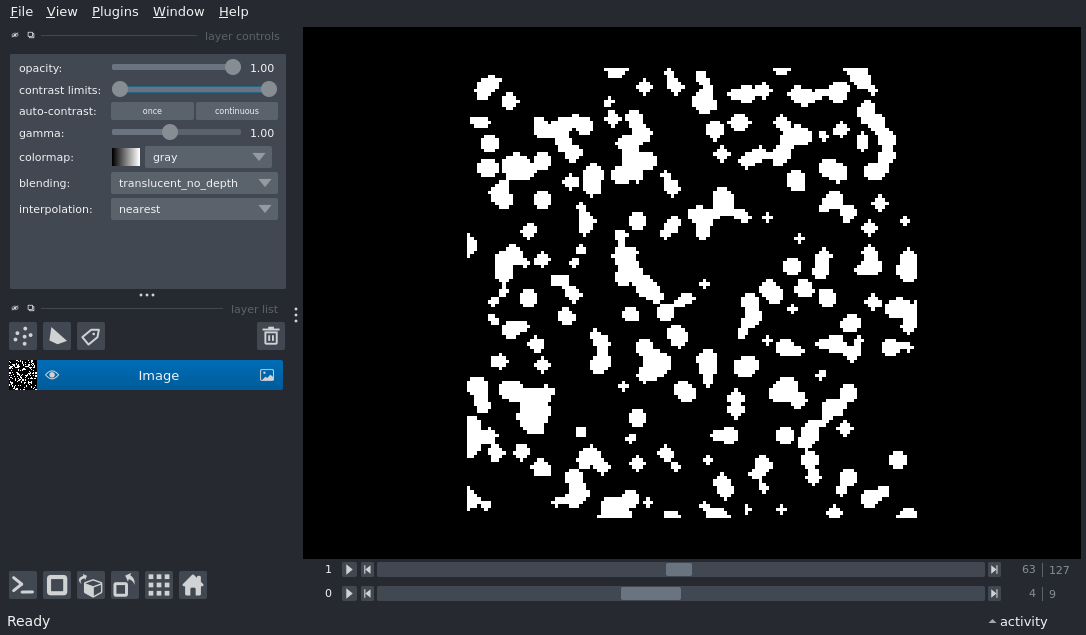 File View Plugins Window Help
layer controls
opacity: 1.00
contrast limits:
auto-contrast: once continuous
gamma: 1.00
colormap: gray
blending: translucent_no_depth
interpolation: nearest
layer list
Image
1 63 127
0 4 9
Ready activity